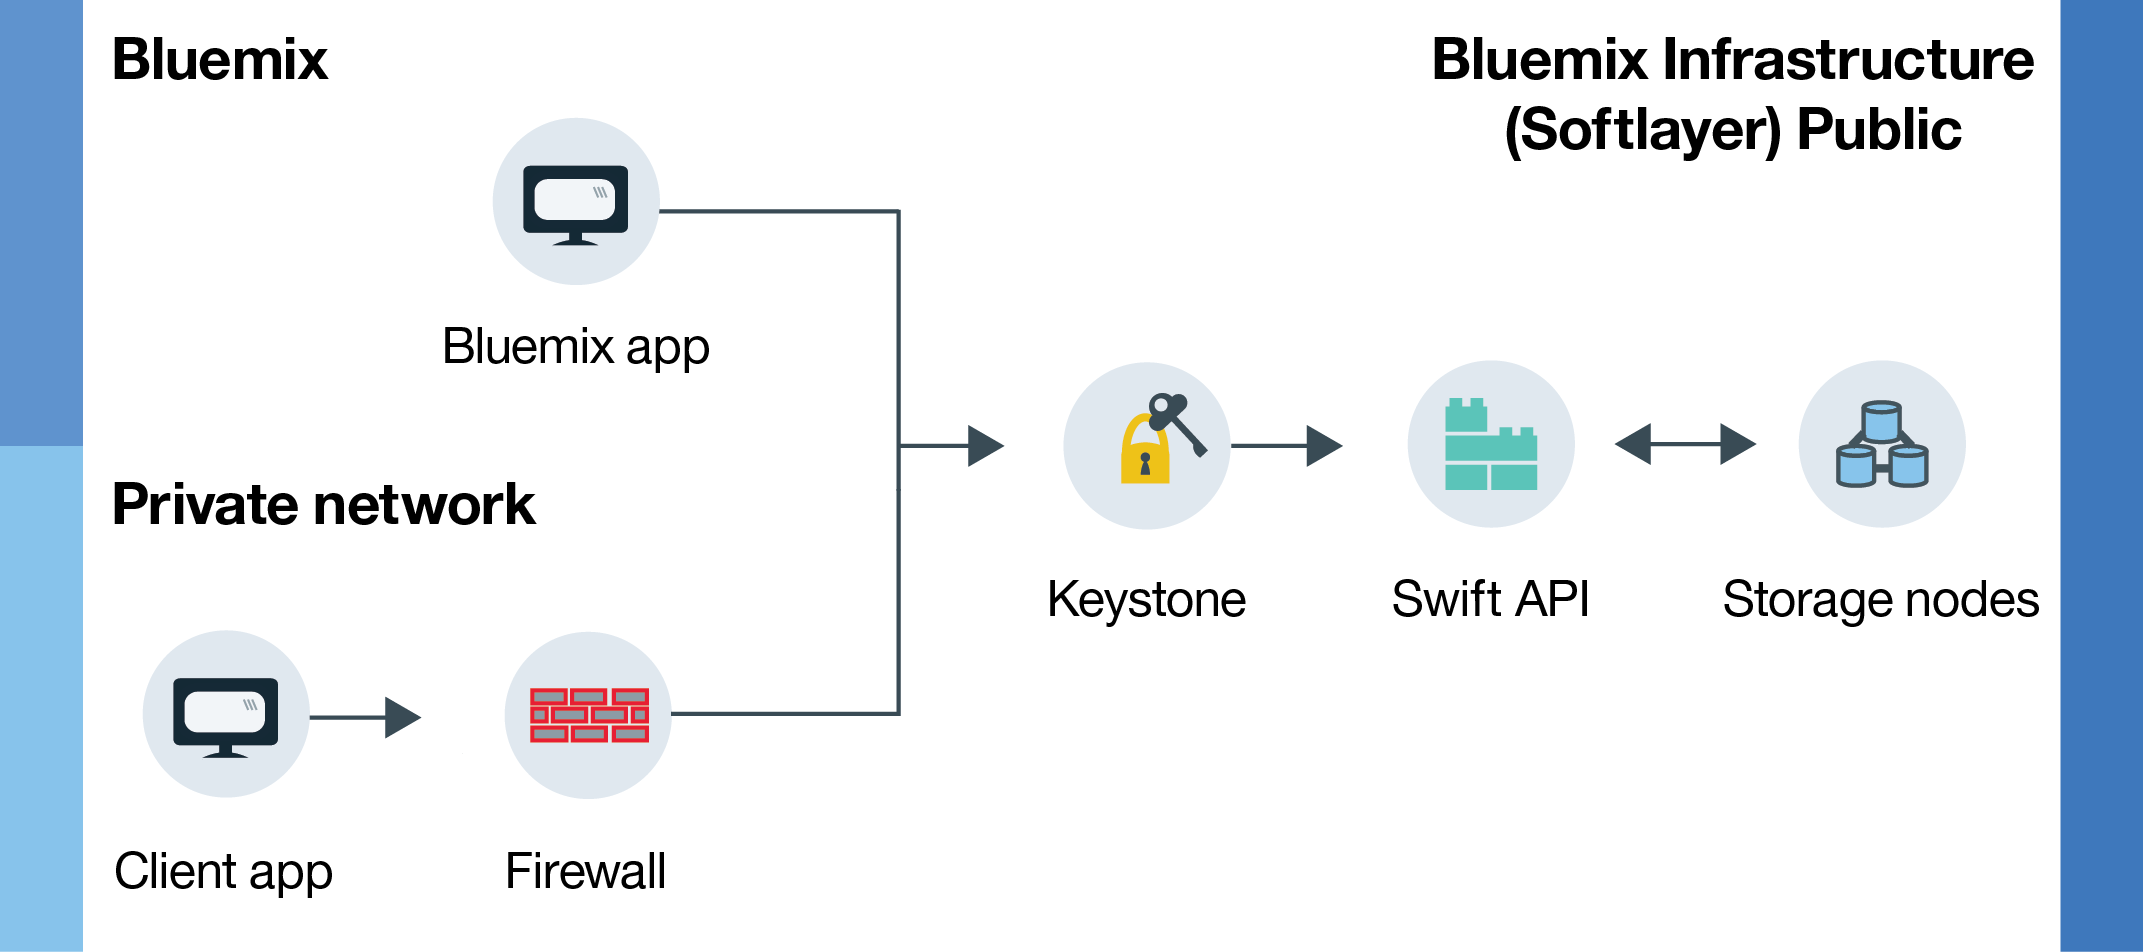 Bluemix
Bluemix Infrastructure
(Softlayer) Public
Bluemix app
Private network
Keystone
Swift API
Storage nodes
Client app
Firewall